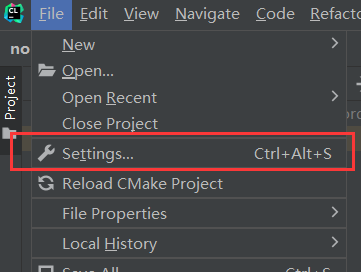 File Edit View Navigate Code Refacto
no
Project
New
Open...
Open Recent
Close Project
Settings... Ctrl+Alt+S
Reload CMake Project
File Properties
Local History